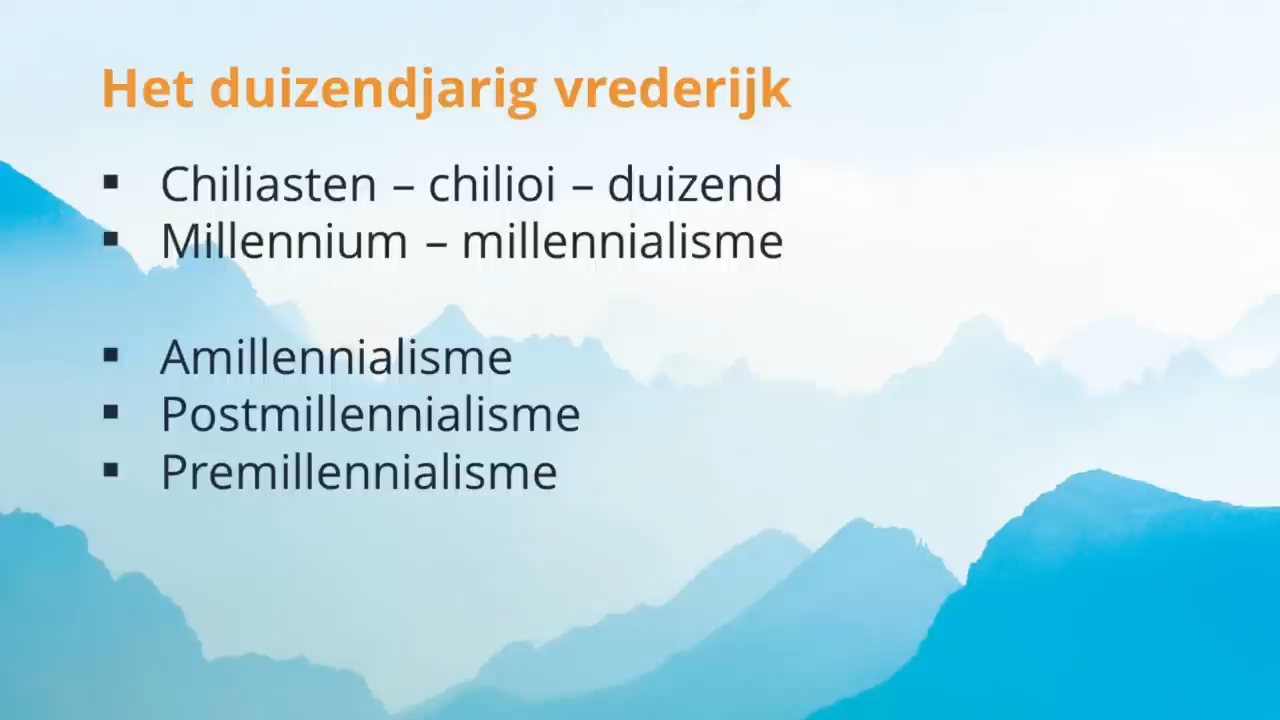 Het duizendjarig vrederijk
▪ Chiliasten – chilioi – duizend
▪ Millennium – millennialisme
▪ Amillennialisme
▪ Postmillennialisme
▪ Premillennialisme